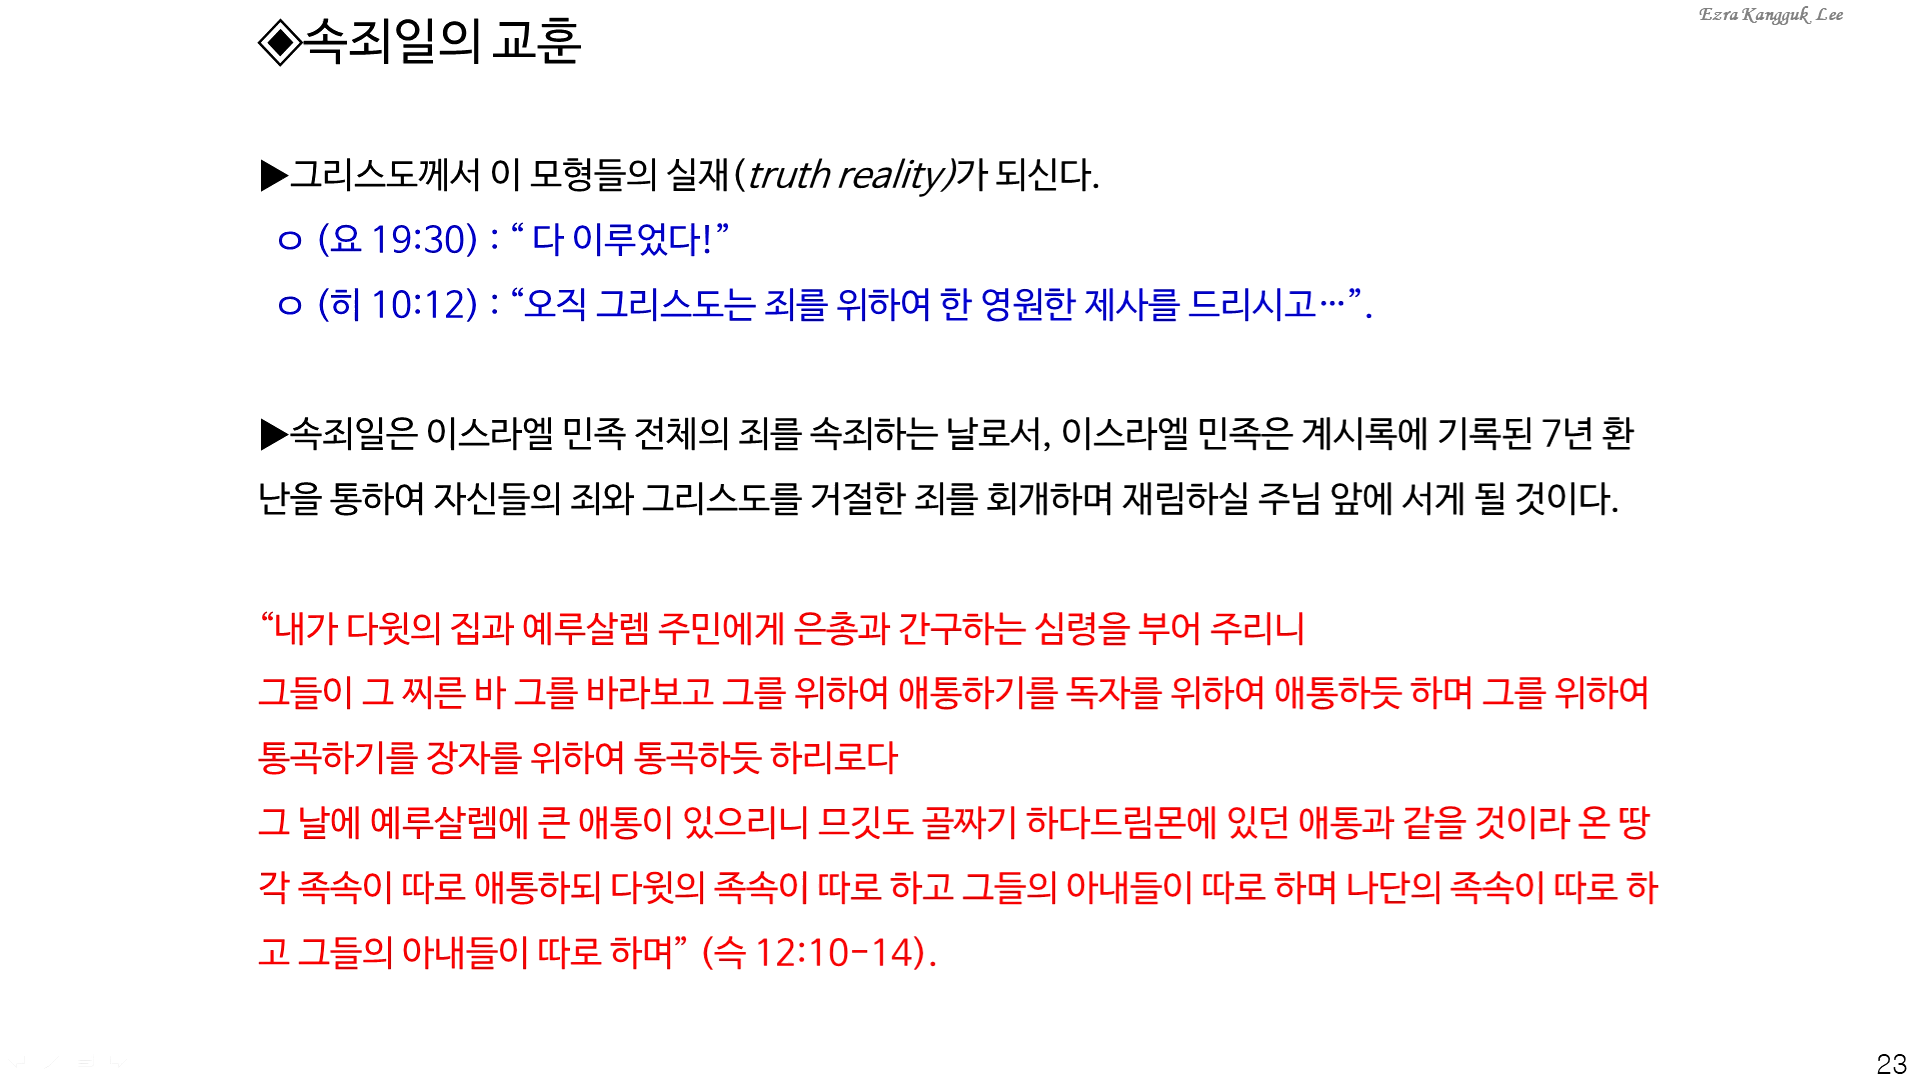 Ezra Kangguk Lee
◈속죄일의 교훈
▶그리스도께서 이 모형들의 실재(truth reality)가 되신다.
ㅇ (요 19:30) : “ 다 이루었다!”
ㅇ (히 10:12) : “오직 그리스도는 죄를 위하여 한 영원한 제사를 드리시고…”.
▶속죄일은 이스라엘 민족 전체의 죄를 속죄하는 날로서, 이스라엘 민족은 계시록에 기록된 7년 환
난을 통하여 자신들의 죄와 그리스도를 거절한 죄를 회개하며 재림하실 주님 앞에 서게 될 것이다.
“내가 다윗의 집과 예루살렘 주민에게 은총과 간구하는 심령을 부어 주리니
그들이 그 찌른 바 그를 바라보고 그를 위하여 애통하기를 독자를 위하여 애통하듯 하며 그를 위하여
통곡하기를 장자를 위하여 통곡하듯 하리로다
그 날에 예루살렘에 큰 애통이 있으리니 므깃도 골짜기 하다드림몬에 있던 애통과 같을 것이라 온 땅
각 족속이 따로 애통하되 다윗의 족속이 따로 하고 그들의 아내들이 따로 하며 나단의 족속이 따로 하
고 그들의 아내들이 따로 하며” (슥 12:10-14).
23